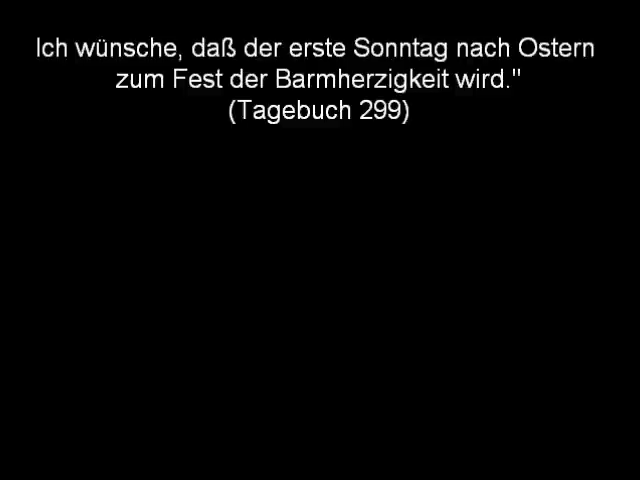 Ich wünsche, daß der erste Sonntag nach Ostern
zum Fest der Barmherzigkeit wird."
(Tagebuch 299)